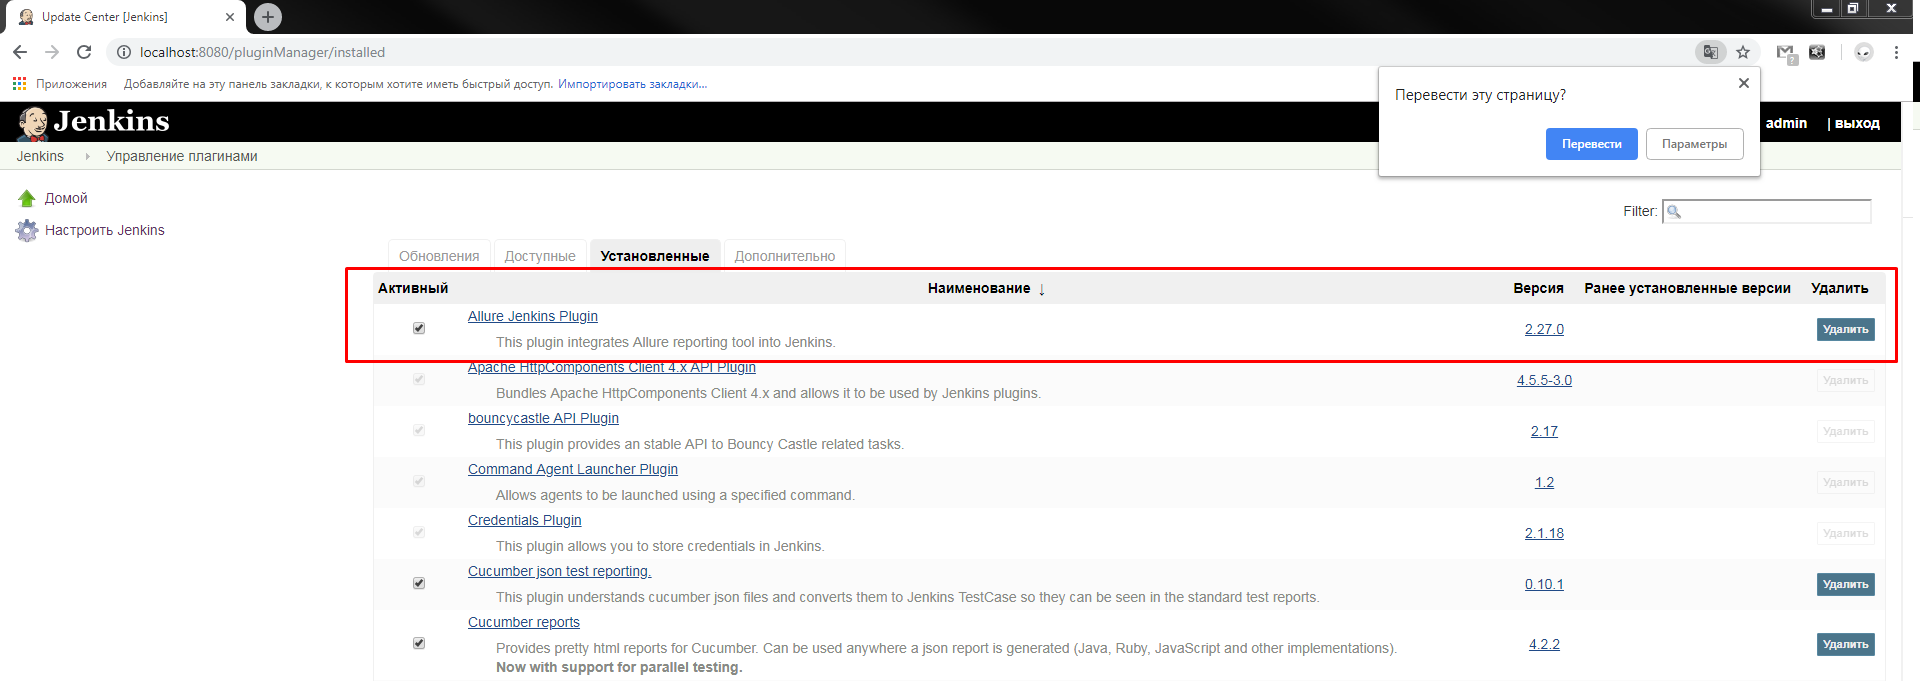 Update Center [Jenkins]
localhost:8080/pluginManager/installed
Приложения Добавляйте на эту панель закладки, к которым хотите иметь быстрый доступ. Импортировать закладки...
Перевести эту страницу?
Перевести Параметры
Jenkins
admin | выход
Jenkins Управление плагинами
Домой
Настроить Jenkins
Filter:
Обновления Доступные Установленные Дополнительно
Активный Наименование ↓ Версия Ранее установленные версии Удалить
Allure Jenkins Plugin
This plugin integrates Allure reporting tool into Jenkins.
2.27.0 Удалить
Apache HttpComponents Client 4.x API Plugin
Bundles Apache HttpComponents Client 4.x and allows it to be used by Jenkins plugins.
4.5.5-3.0 Удалить
bouncycastle API Plugin
This plugin provides an stable API to Bouncy Castle related tasks.
2.17 Удалить
Command Agent Launcher Plugin
Allows agents to be launched using a specified command.
1.2 Удалить
Credentials Plugin
This plugin allows you to store credentials in Jenkins.
2.1.18 Удалить
Cucumber json test reporting.
This plugin understands cucumber json files and converts them to Jenkins TestCase so they can be seen in the standard test reports.
0.10.1 Удалить
Cucumber reports
Provides pretty html reports for Cucumber. Can be used anywhere a json report is generated (Java, Ruby, JavaScript and other implementations).
Now with support for parallel testing.
4.2.2 Удалить